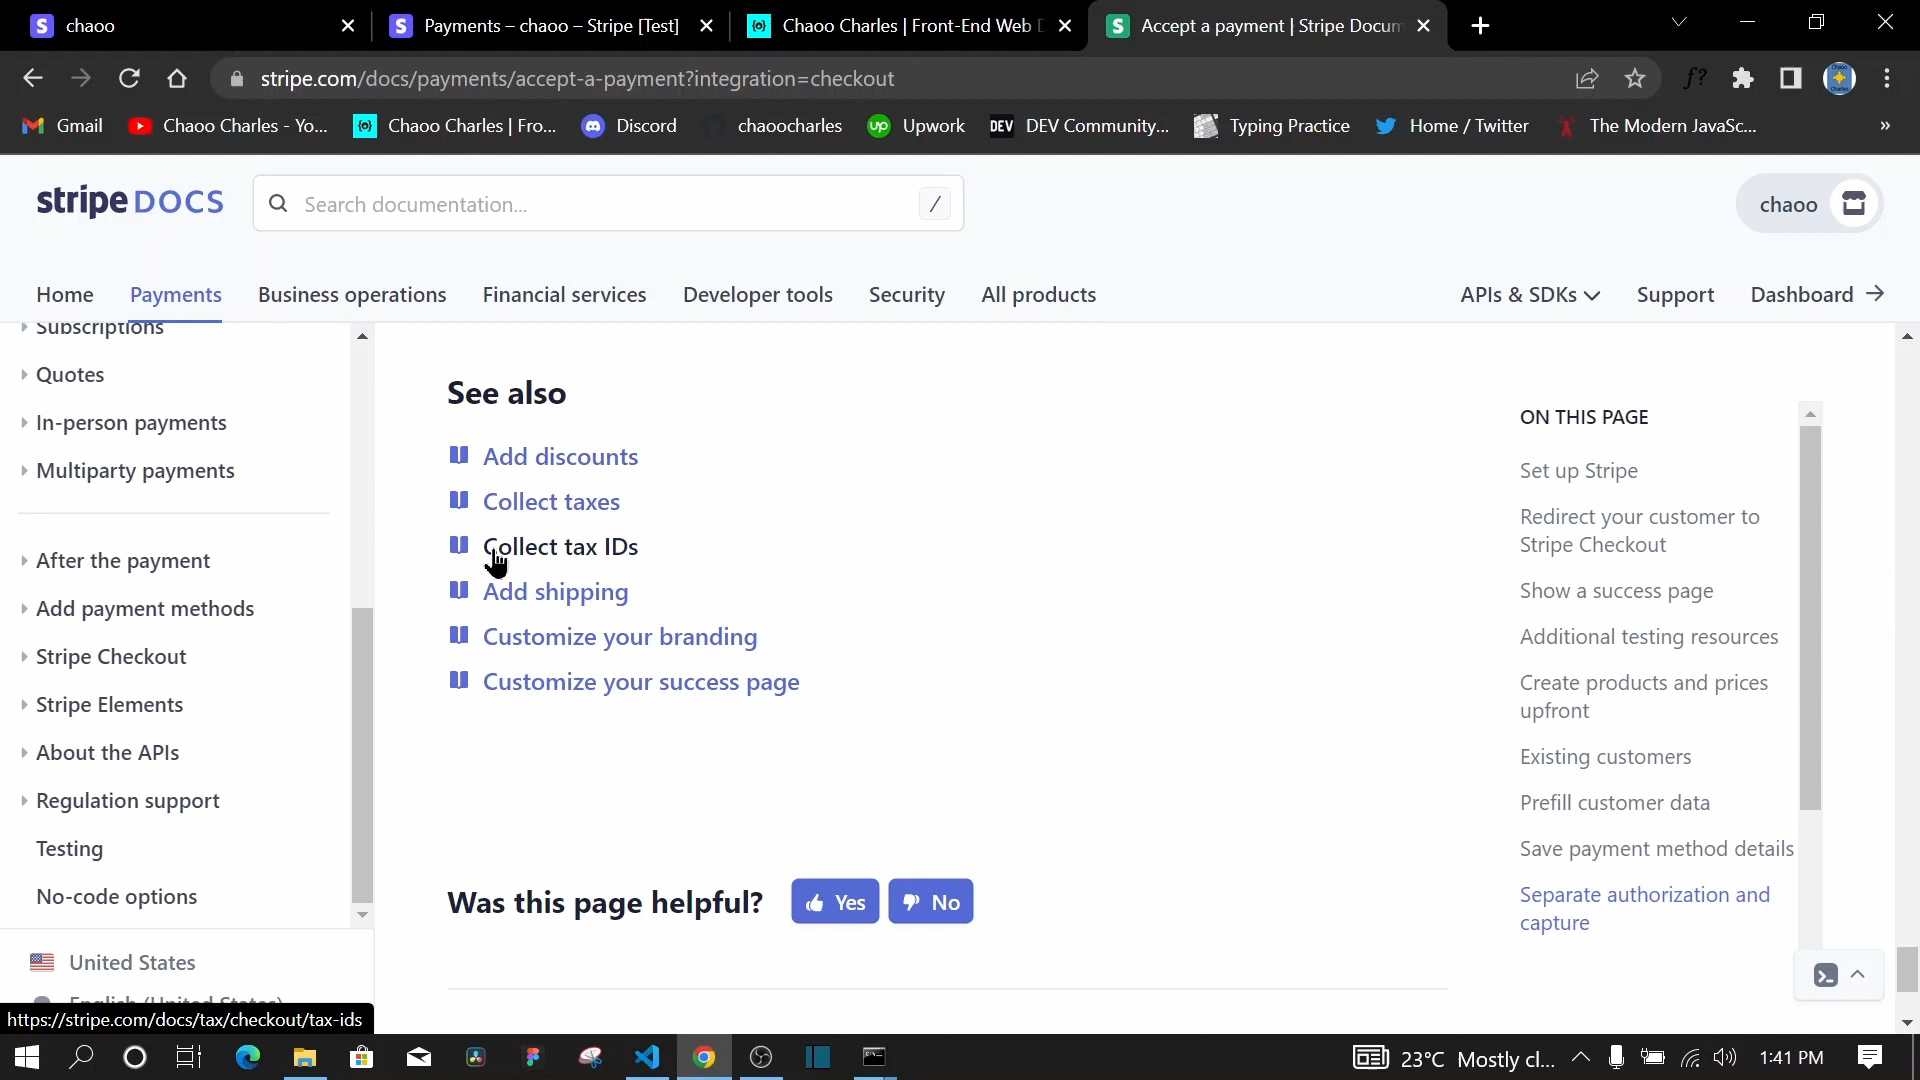 chaoo
Payments – chaoo – Stripe [Test]
Chaoo Charles | Front-End Web D
Accept a payment | Stripe Docum
stripe.com/docs/payments/accept-a-payment?integration=checkout
f?
Gmail
Chaoo Charles - Yo...
Chaoo Charles | Fro...
Discord
chaoocharles
Upwork
DEV Community...
Typing Practice
Home / Twitter
The Modern JavaSc...
»
stripe DOCS
Search documentation...
/
chaoo
Home
Payments
Business operations
Financial services
Developer tools
Security
All products
APIs & SDKs
Support
Dashboard →
Subscriptions
Quotes
In-person payments
Multiparty payments
After the payment
Add payment methods
Stripe Checkout
Stripe Elements
About the APIs
Regulation support
Testing
No-code options
United States
English (United States)
https://stripe.com/docs/tax/checkout/tax-ids
See also
Add discounts
Collect taxes
Collect tax IDs
Add shipping
Customize your branding
Customize your success page
Was this page helpful?
Yes
No
ON THIS PAGE
Set up Stripe
Redirect your customer to
Stripe Checkout
Show a success page
Additional testing resources
Create products and prices
upfront
Existing customers
Prefill customer data
Save payment method details
Separate authorization and
capture
23°C Mostly cl...
1:41 PM